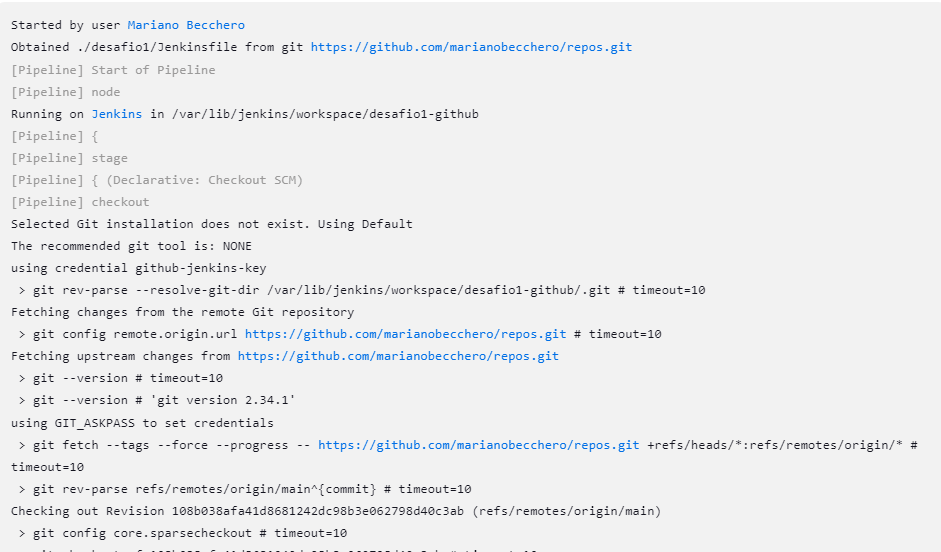 Started by user Mariano Becchero
Obtained ./desafio1/Jenkinsfile from git https://github.com/marianobecchero/repos.git
[Pipeline] Start of Pipeline
[Pipeline] node
Running on Jenkins in /var/lib/jenkins/workspace/desafio1-github
[Pipeline] {
[Pipeline] stage
[Pipeline] { (Declarative: Checkout SCM)
[Pipeline] checkout
Selected Git installation does not exist. Using Default
The recommended git tool is: NONE
using credential github-jenkins-key
 > git rev-parse --resolve-git-dir /var/lib/jenkins/workspace/desafio1-github/.git # timeout=10
Fetching changes from the remote Git repository
 > git config remote.origin.url https://github.com/marianobecchero/repos.git # timeout=10
Fetching upstream changes from https://github.com/marianobecchero/repos.git
 > git --version # timeout=10
 > git --version # 'git version 2.34.1'
using GIT_ASKPASS to set credentials
 > git fetch --tags --force --progress -- https://github.com/marianobecchero/repos.git +refs/heads/*:refs/remotes/origin/* #
timeout=10
 > git rev-parse refs/remotes/origin/main^{commit} # timeout=10
Checking out Revision 108b038afa41d8681242dc98b3e062798d40c3ab (refs/remotes/origin/main)
 > git config core.sparsecheckout # timeout=10